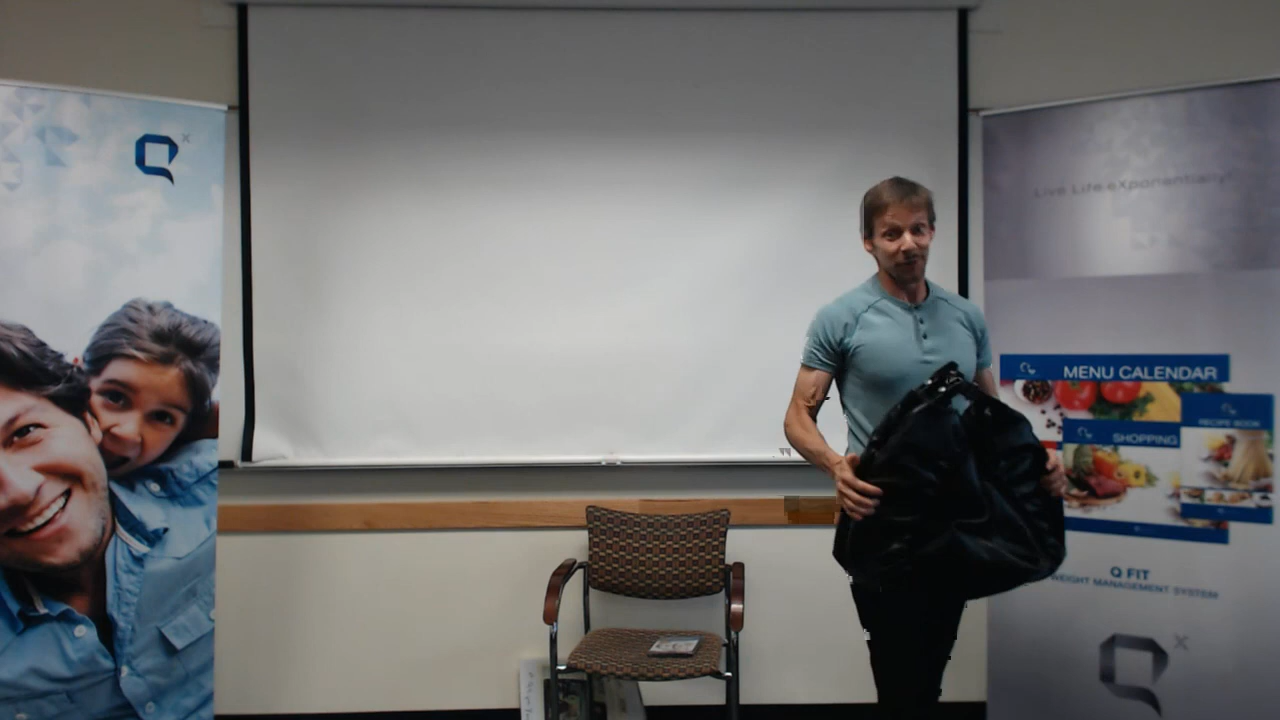 Q x
Live Life eXponentially!
MENU CALENDAR
RECIPE BOOK
SHOPPING
Q FIT
WEIGHT MANAGEMENT SYSTEM
Q x